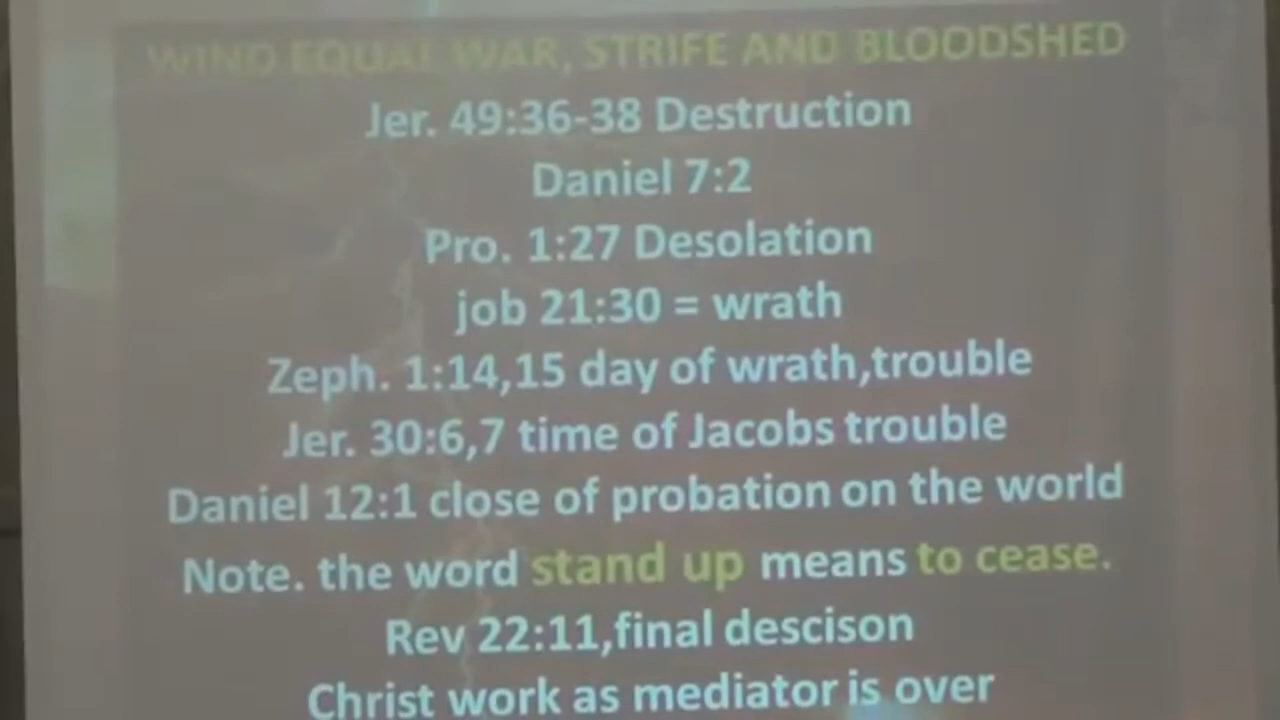 WIND EQUAL WAR, STRIFE AND BLOODSHED
Jer. 49:36-38 Destruction
Daniel 7:2
Pro. 1:27 Desolation
job 21:30 = wrath
Zeph. 1:14,15 day of wrath,trouble
Jer. 30:6,7 time of Jacobs trouble
Daniel 12:1 close of probation on the world
Note. the word stand up means to cease.
Rev 22:11,final descison
Christ work as mediator is over